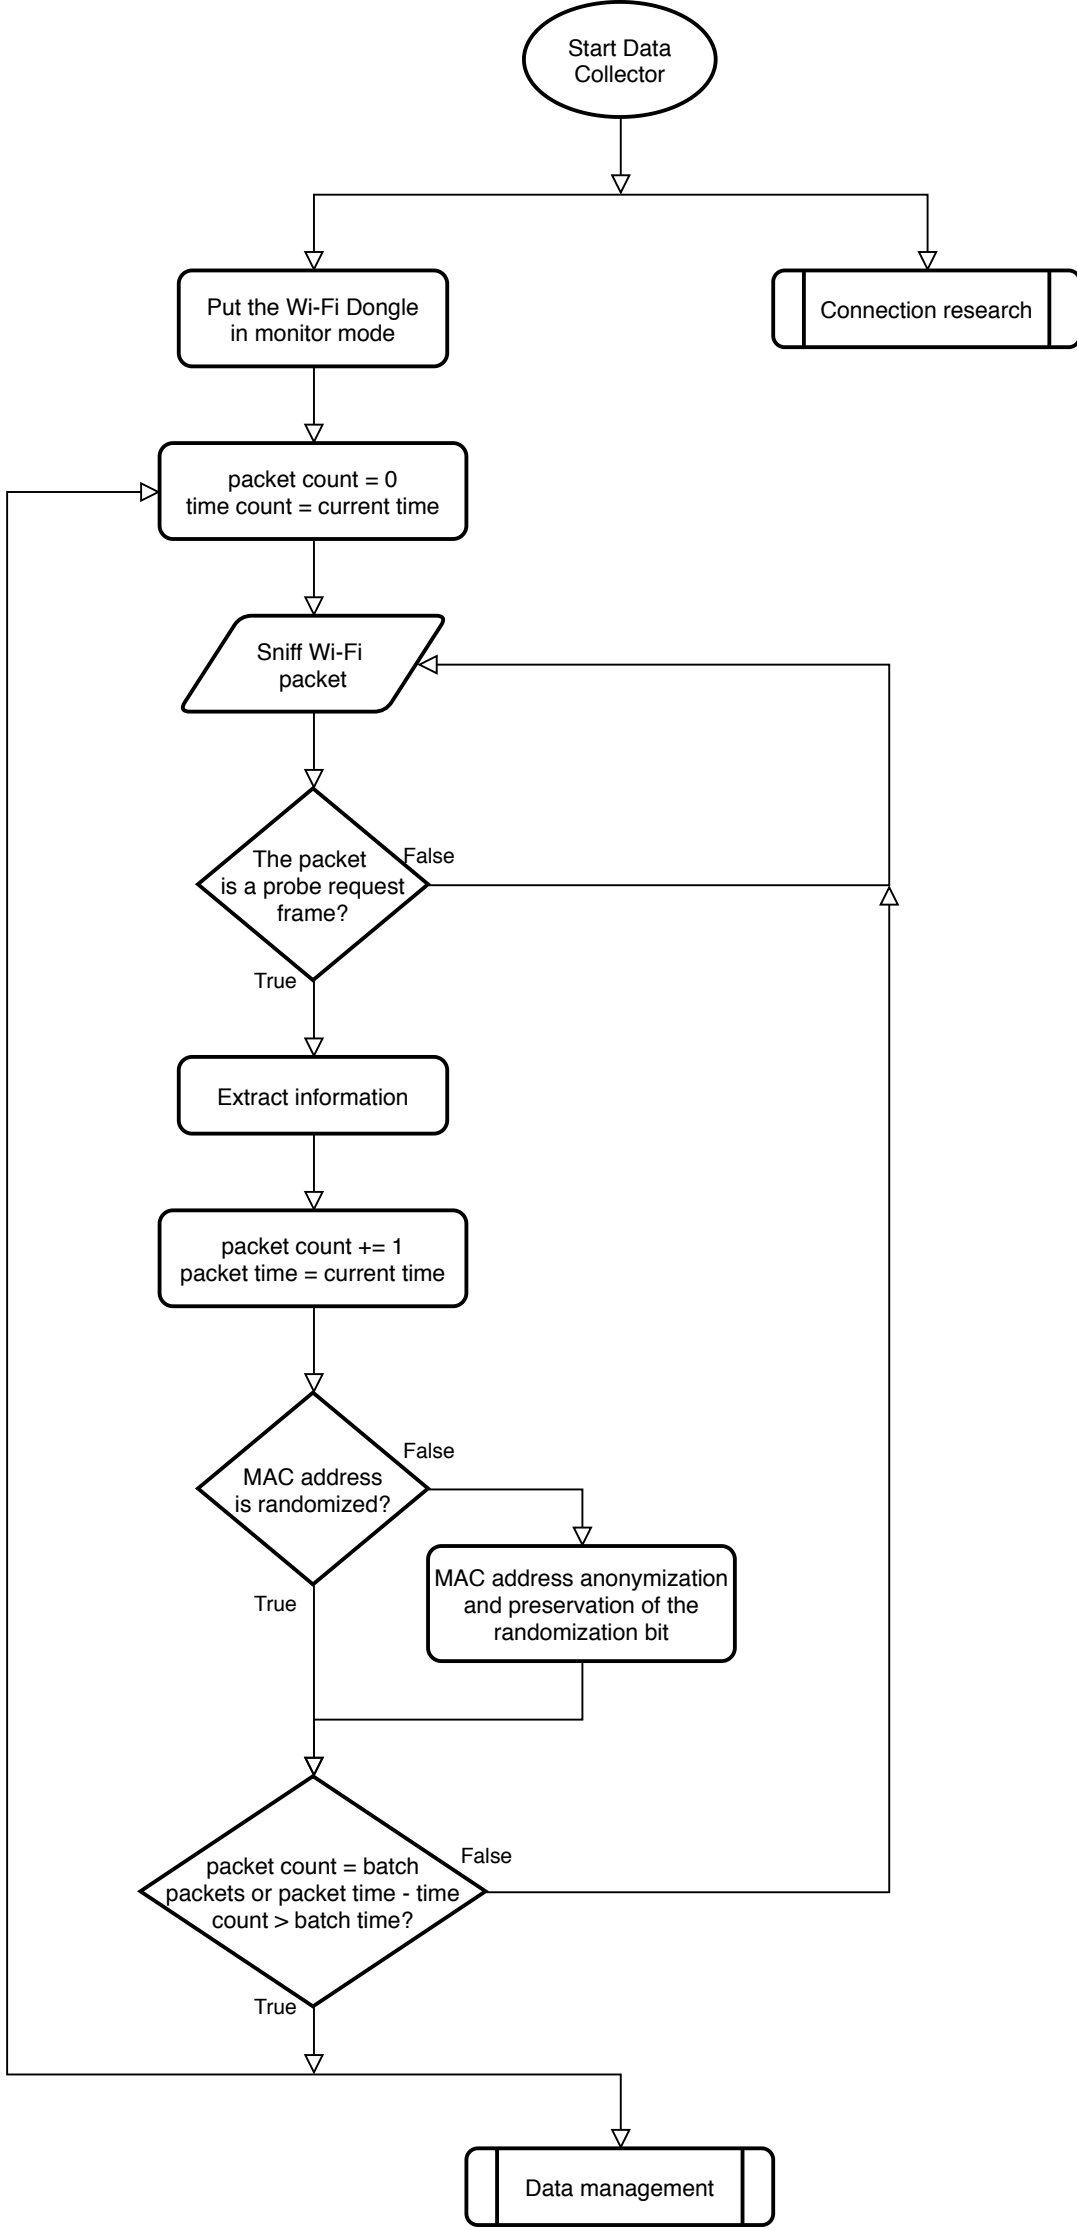 Start Data
Collector
Put the Wi-Fi Dongle
in monitor mode
Connection research
packet count = 0
time count = current time
Sniff Wi-Fi
packet
The packet
is a probe request
frame?
False
True
Extract information
packet count += 1
packet time = current time
MAC address
is randomized?
False
True
MAC address anonymization
and preservation of the
randomization bit
packet count = batch
packets or packet time - time
count > batch time?
False
True
Data management